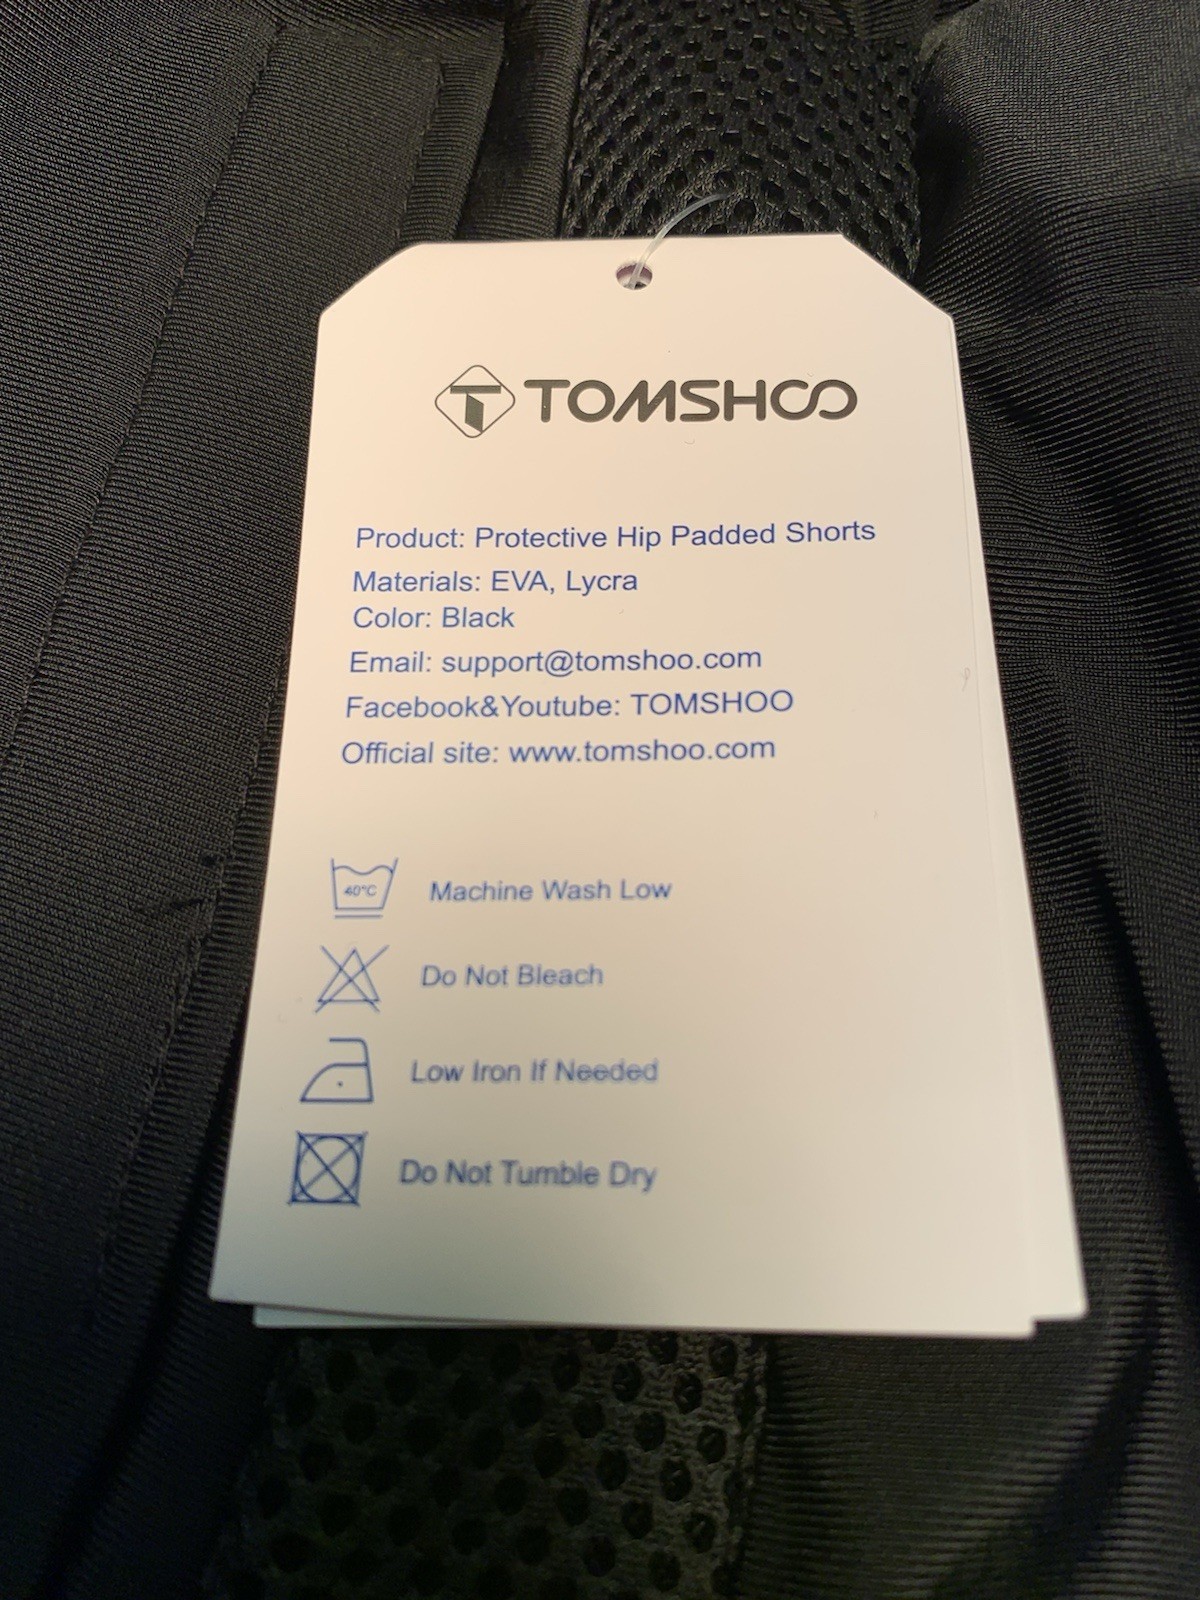 TOMSHOO
Product: Protective Hip Padded Shorts
Materials: EVA, Lycra
Color: Black
Email: support@tomshoo.com
Facebook&Youtube: TOMSHOO
Official site: www.tomshoo.com
40°C Machine Wash Low
Do Not Bleach
Low Iron If Needed
Do Not Tumble Dry